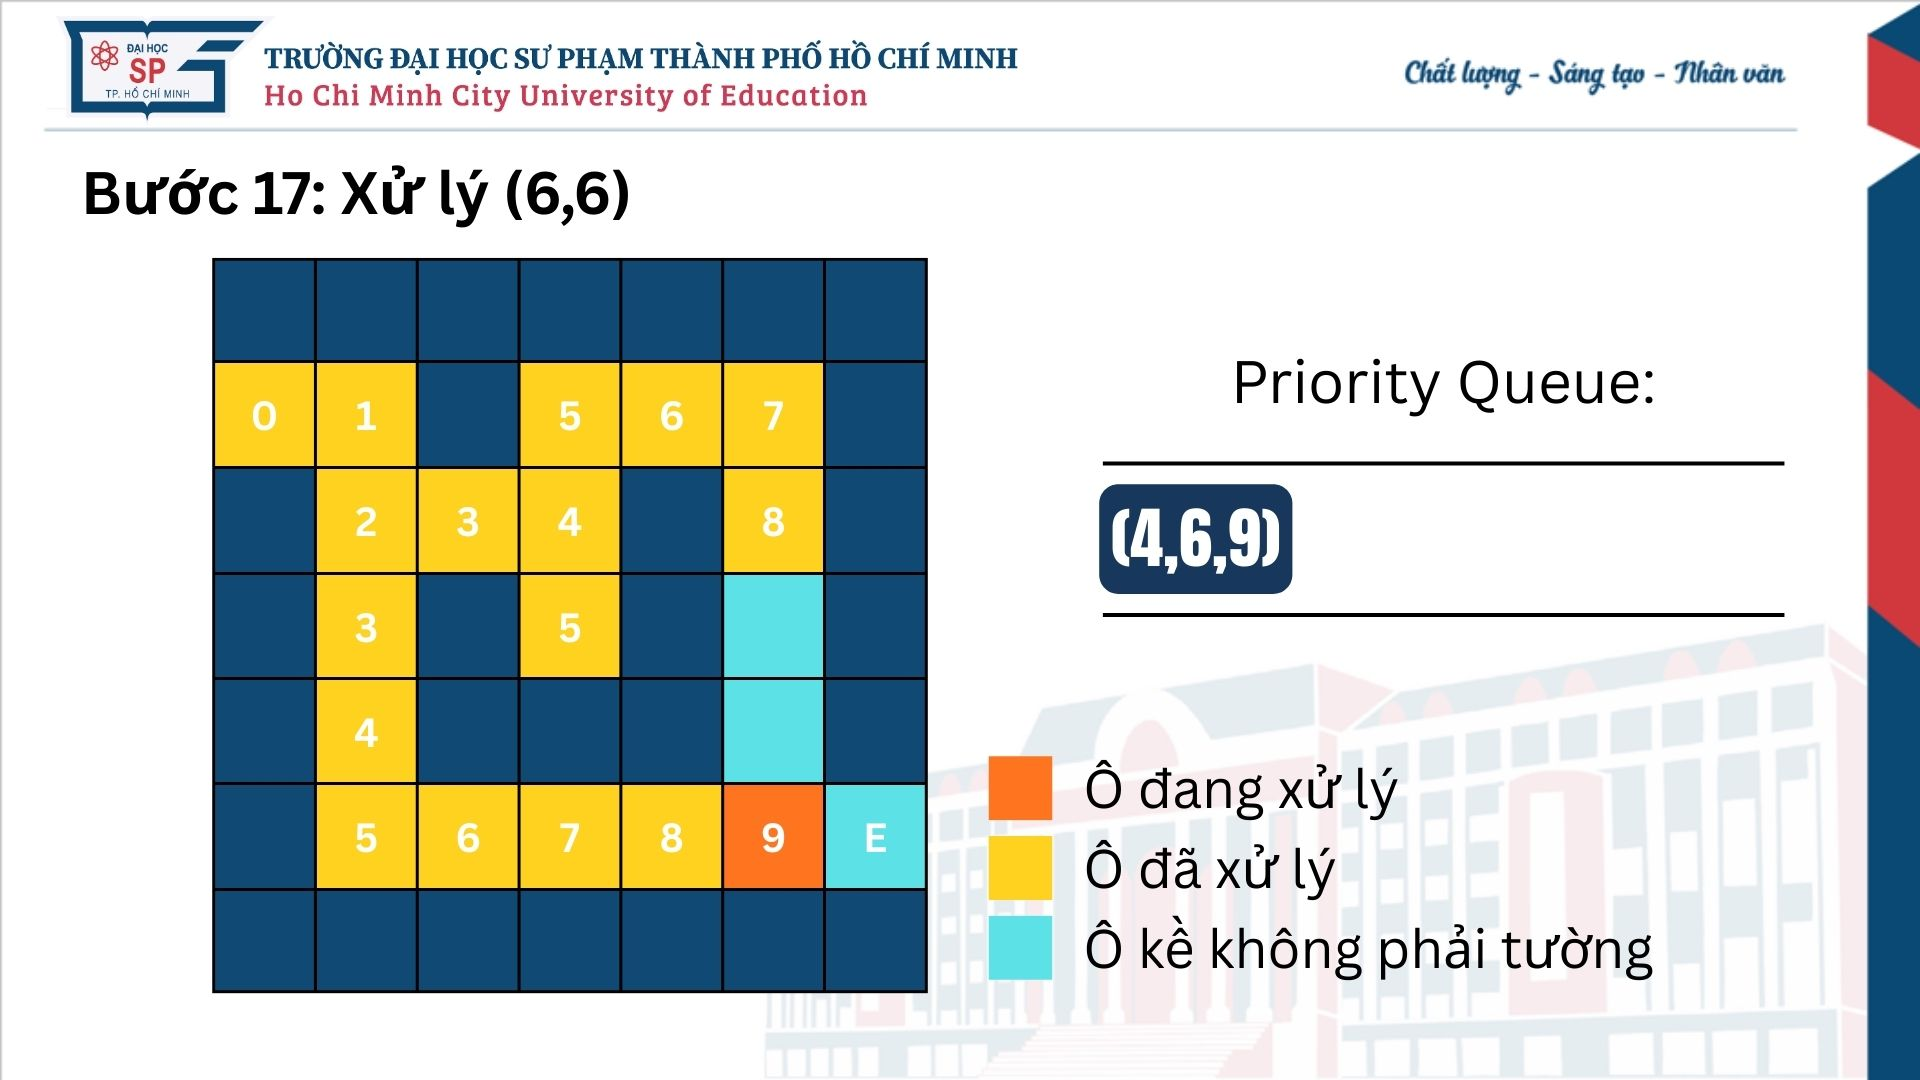 ĐẠI HỌC
SP
TP. HỒ CHÍ MINH
TRƯỜNG ĐẠI HỌC SƯ PHẠM THÀNH PHỐ HỒ CHÍ MINH
Ho Chi Minh City University of Education
Chất lượng - Sáng tạo - Nhân văn
Bước 17: Xử lý (6,6)
0 1 5 6 7
2 3 4 8
3 5
4
5 6 7 8 9 E
Priority Queue:
(4,6,9)
Ô đang xử lý
Ô đã xử lý
Ô kề không phải tường